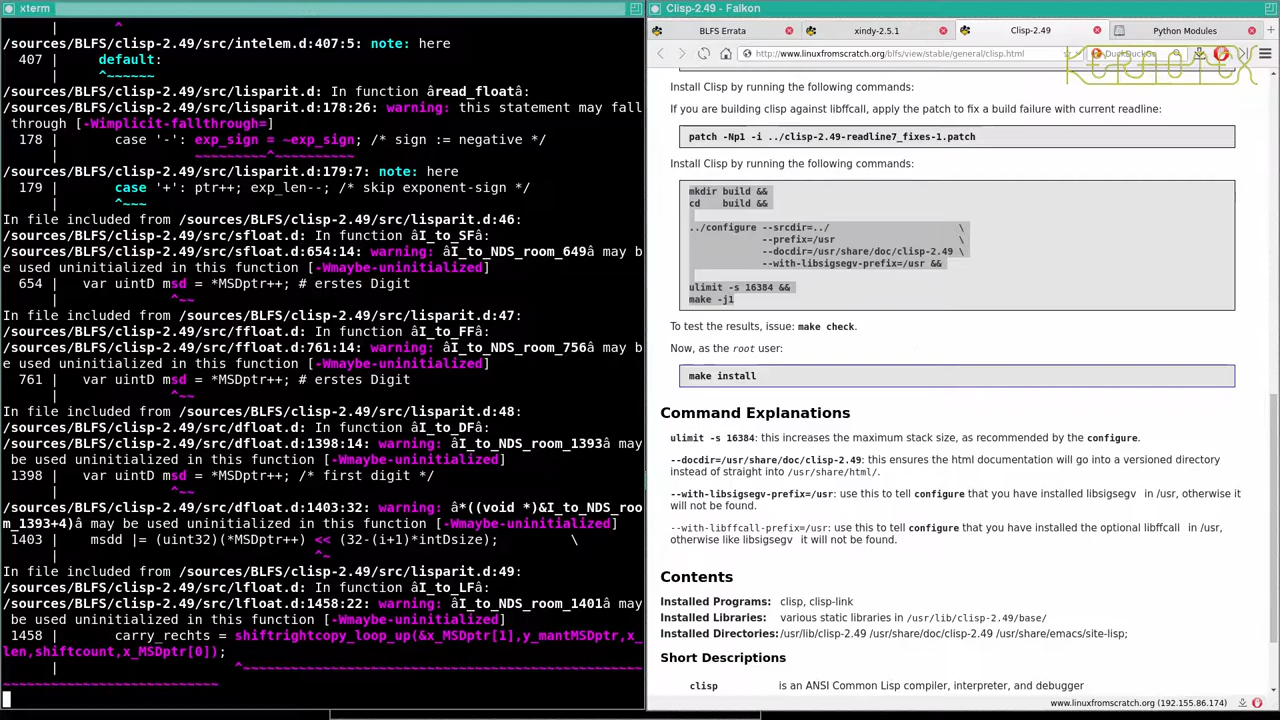 xterm
^
/sources/BLFS/clisp-2.49/src/intelem.d:407:5: note: here
407 | default:
| ^~~~~~~
/sources/BLFS/clisp-2.49/src/lisparit.d: In function âread_floatâ:
/sources/BLFS/clisp-2.49/src/lisparit.d:178:26: warning: this statement may fall
through [-Wimplicit-fallthrough=]
178 | case '-': exp_sign = ~exp_sign; /* sign := negative */
| ~~~~~~~~~^~~~~~~~~~~
/sources/BLFS/clisp-2.49/src/lisparit.d:179:7: note: here
179 | case '+': ptr++; exp_len--; /* skip exponent-sign */
| ^~~~
In file included from /sources/BLFS/clisp-2.49/src/lisparit.d:46:
/sources/BLFS/clisp-2.49/src/sfloat.d: In function âI_to_SFâ:
/sources/BLFS/clisp-2.49/src/sfloat.d:654:14: warning: âI_to_NDS_room_649â may b
e used uninitialized in this function [-Wmaybe-uninitialized]
654 | var uintD msd = *MSDptr++; # erstes Digit
| ^~~
In file included from /sources/BLFS/clisp-2.49/src/lisparit.d:47:
/sources/BLFS/clisp-2.49/src/ffloat.d: In function âI_to_FFâ:
/sources/BLFS/clisp-2.49/src/ffloat.d:761:14: warning: âI_to_NDS_room_756â may b
e used uninitialized in this function [-Wmaybe-uninitialized]
761 | var uintD msd = *MSDptr++; # erstes Digit
| ^~~
In file included from /sources/BLFS/clisp-2.49/src/lisparit.d:48:
/sources/BLFS/clisp-2.49/src/dfloat.d: In function âI_to_DFâ:
/sources/BLFS/clisp-2.49/src/dfloat.d:1398:14: warning: âI_to_NDS_room_1393â may
be used uninitialized in this function [-Wmaybe-uninitialized]
1398 | var uintD msd = *MSDptr++; /* first digit */
| ^~~
/sources/BLFS/clisp-2.49/src/dfloat.d:1403:32: warning: â*((void *)&I_to_NDS_roo
m_1393+4)â may be used uninitialized in this function [-Wmaybe-uninitialized]
1403 | msdd |= (uint32)(*MSDptr++) << (32-(i+1)*intDsize); \
| ^~
In file included from /sources/BLFS/clisp-2.49/src/lisparit.d:49:
/sources/BLFS/clisp-2.49/src/lfloat.d: In function âI_to_LFâ:
/sources/BLFS/clisp-2.49/src/lfloat.d:1458:22: warning: âI_to_NDS_room_1401â may
be used uninitialized in this function [-Wmaybe-uninitialized]
1458 | carry_rechts = shiftrightcopy_loop_up(&x_MSDptr[1],y_mantMSDptr,x_
len,shiftcount,x_MSDptr[0]);
| ^~~~~~~~~~~~~~~~~~~~~~~~~~~~~~~~~~~~~~~~~~~~~~~~~~~
~~~~~~~~~~~~~~~~~~~~~~~~~~~
Clisp-2.49 - Falkon
BLFS Errata xindy-2.5.1 Clisp-2.49 Python Modules
http://www.linuxfromscratch.org/blfs/view/stable/general/clisp.html DuckDuckGo
KERNOTEX
Install Clisp by running the following commands:
If you are building clisp against libffcall, apply the patch to fix a build failure with current readline:
patch -Np1 -i ../clisp-2.49-readline7_fixes-1.patch
Install Clisp by running the following commands:
mkdir build &&
cd build &&
../configure --srcdir=../ \
--prefix=/usr \
--docdir=/usr/share/doc/clisp-2.49 \
--with-libsigsegv-prefix=/usr &&
ulimit -s 16384 &&
make -j1
To test the results, issue: make check.
Now, as the root user:
make install
Command Explanations
ulimit -s 16384: this increases the maximum stack size, as recommended by the configure.
--docdir=/usr/share/doc/clisp-2.49: this ensures the html documentation will go into a versioned directory
instead of straight into /usr/share/html/.
--with-libsigsegv-prefix=/usr: use this to tell configure that you have installed libsigsegv in /usr, otherwise it
will not be found.
--with-libffcall-prefix=/usr: use this to tell configure that you have installed the optional libffcall in /usr,
otherwise like libsigsegv it will not be found.
Contents
Installed Programs: clisp, clisp-link
Installed Libraries: various static libraries in /usr/lib/clisp-2.49/base/
Installed Directories: /usr/lib/clisp-2.49 /usr/share/doc/clisp-2.49 /usr/share/emacs/site-lisp;
Short Descriptions
clisp is an ANSI Common Lisp compiler, interpreter, and debugger
www.linuxfromscratch.org (192.155.86.174)